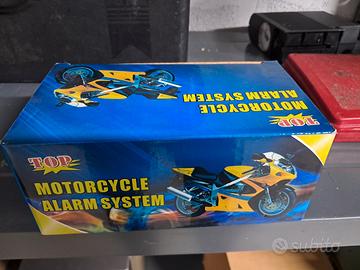 MOTORCYCLE
ALARM SYSTEM
TOP
TOP
MOTORCYCLE
ALARM SYSTEM
subito